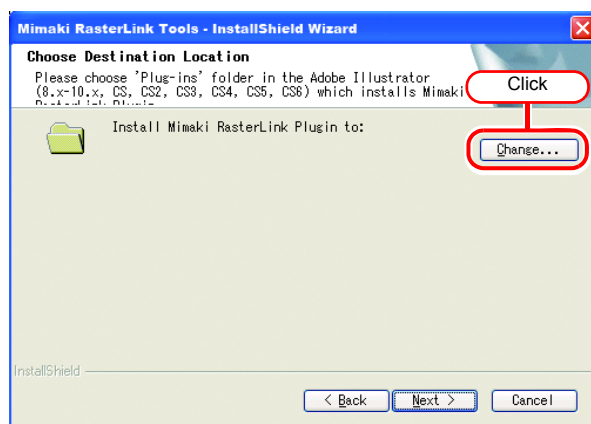 Mimaki RasterLink Tools - InstallShield Wizard
Choose Destination Location
Please choose 'Plug-ins' folder in the Adobe Illustrator
(8.x-10.x, CS, CS2, CS3, CS4, CS5, CS6) which installs Mimaki
RasterLink Plugin
Click
Install Mimaki RasterLink Plugin to:
Change...
InstallShield
< Back
Next >
Cancel